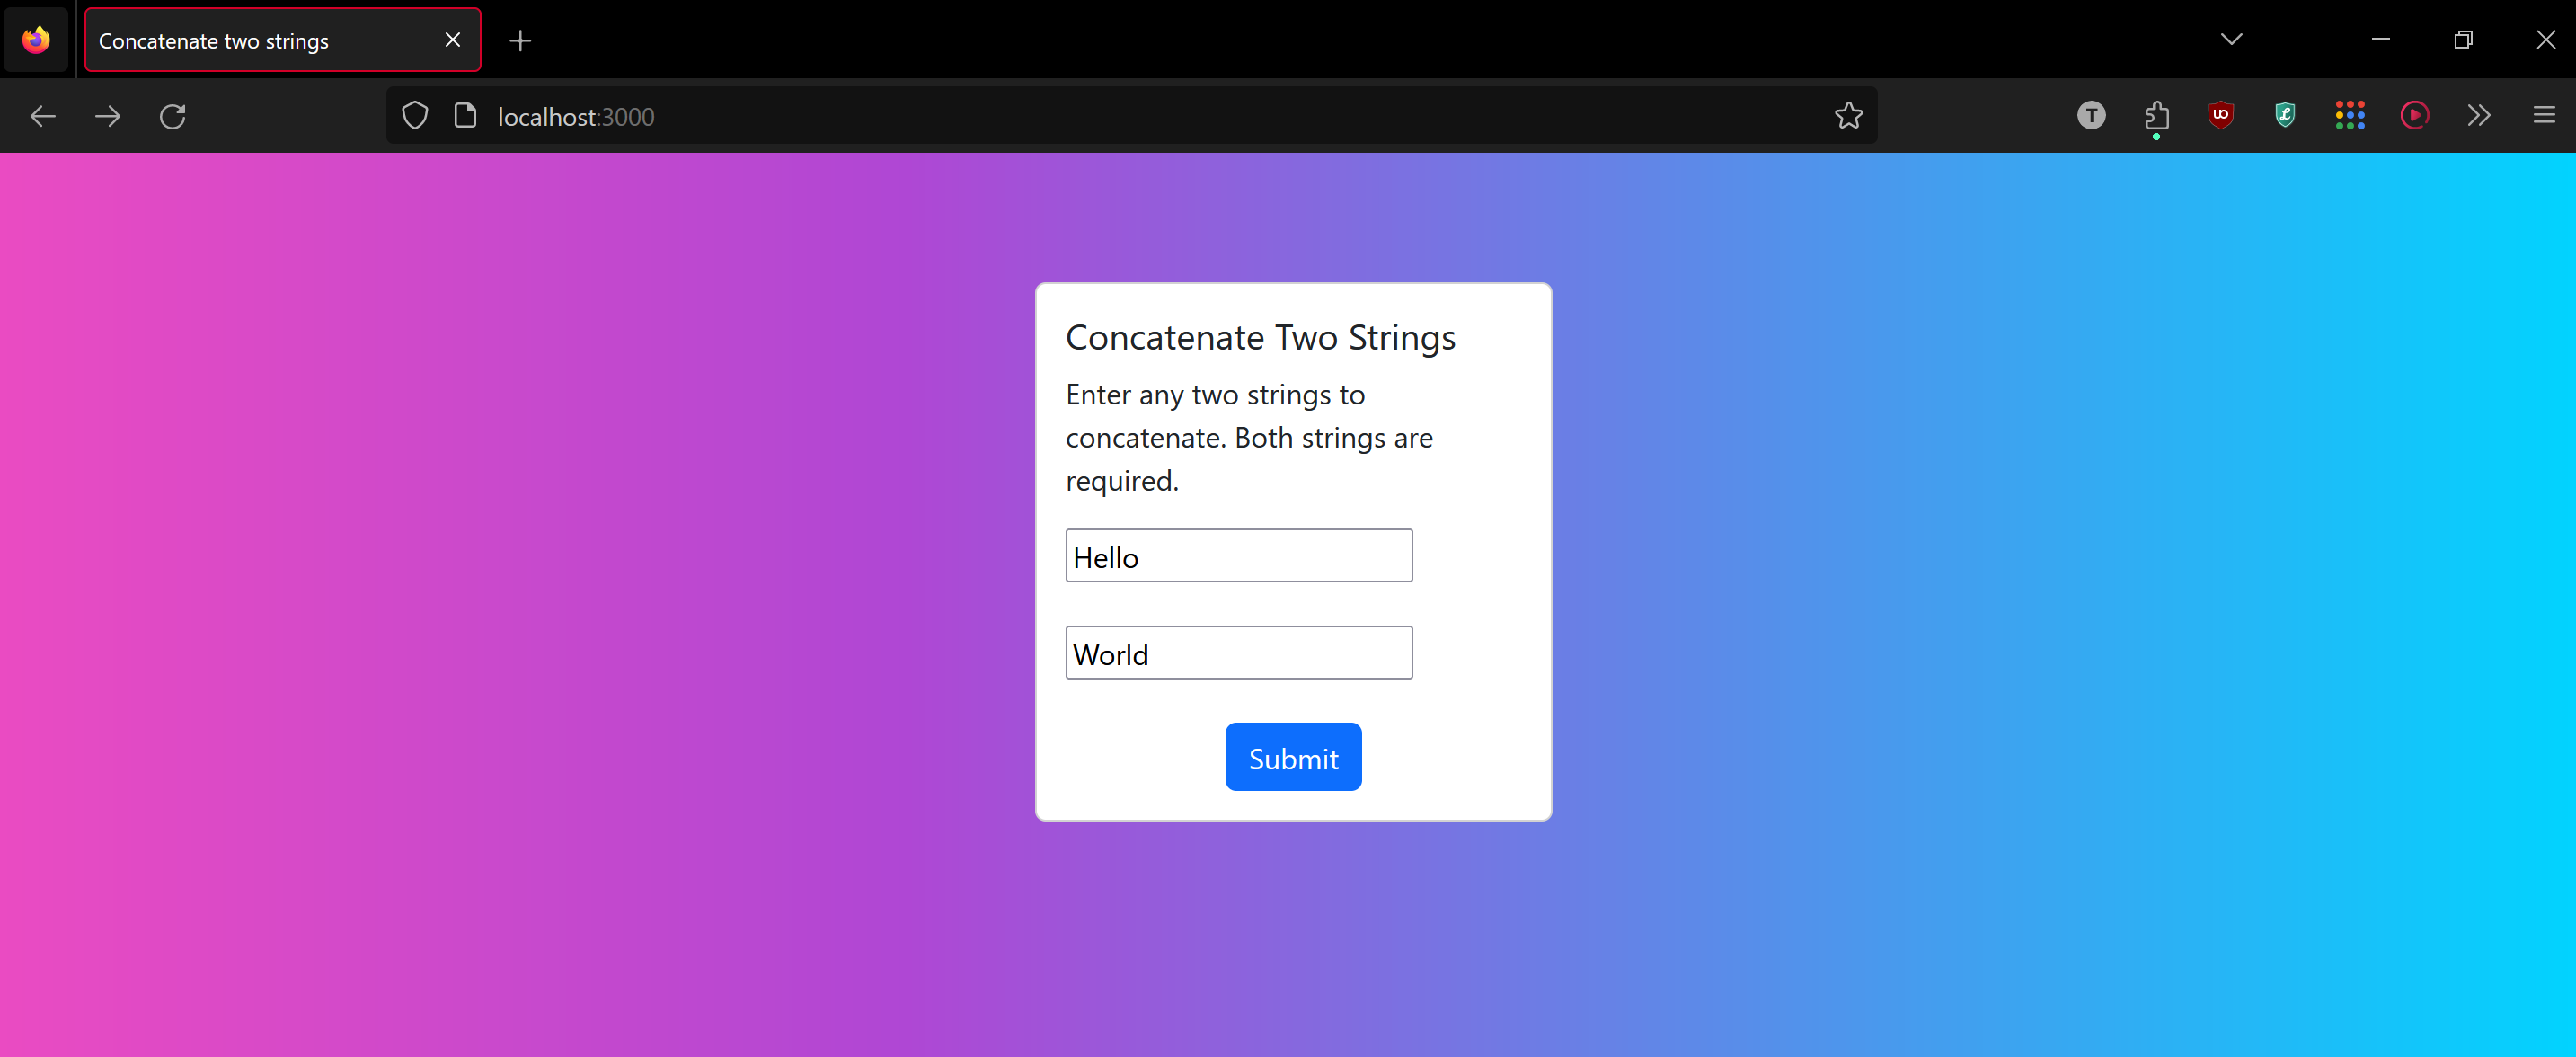 Concatenate two strings
localhost:3000
T
uo
Concatenate Two Strings
Enter any two strings to
concatenate. Both strings are
required.
Hello
World
Submit